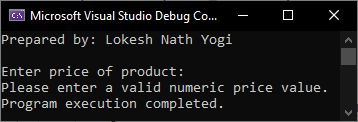 Microsoft Visual Studio Debug Co...
Prepared by: Lokesh Nath Yogi
Enter price of product:
Please enter a valid numeric price value.
Program execution completed.